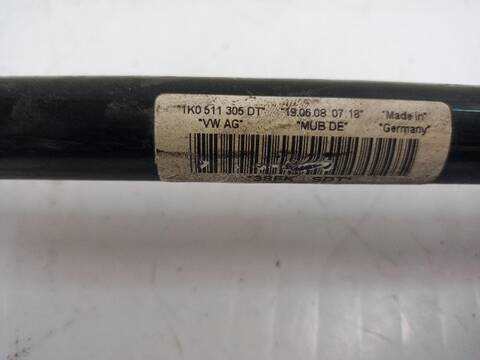 "1K0 511 305 DT" "19.06.08 07 18" "Made in"
"VW AG" "MUB DE" "Germany"